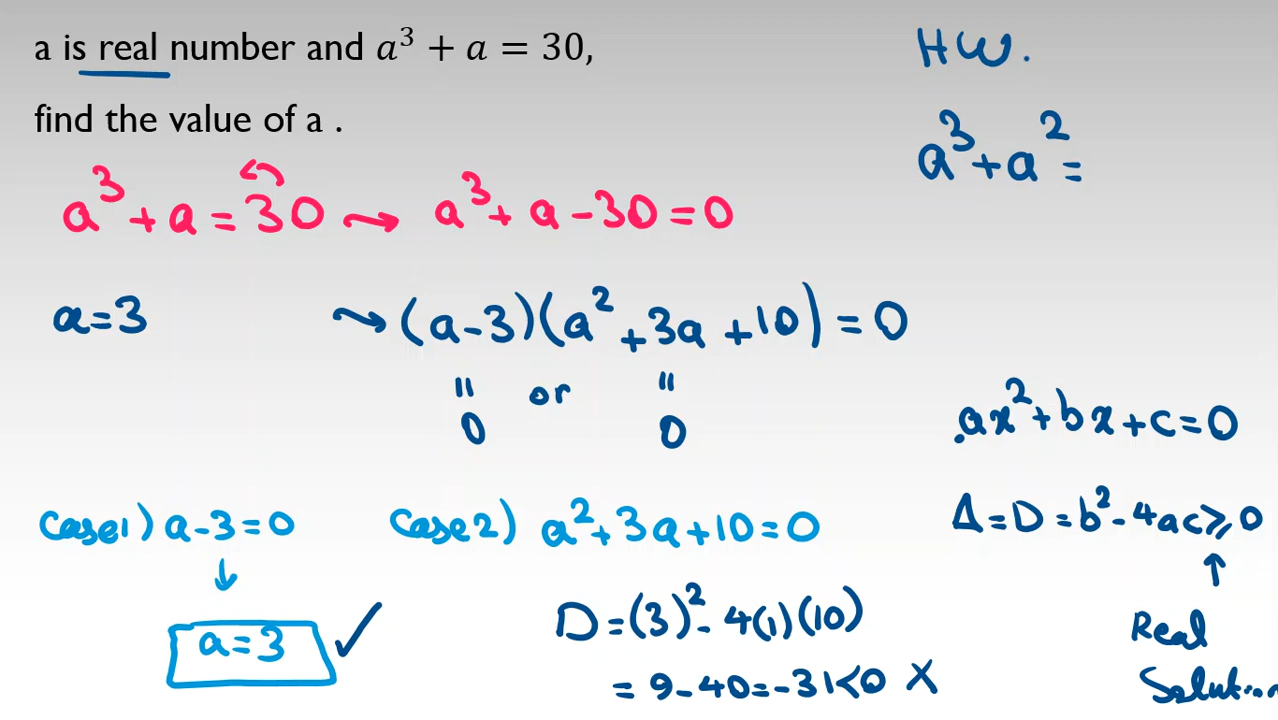 a is real number and a³ + a = 30,
find the value of a .
HW.
a³+a²=
a³+a=30 ⇝ a³+a-30=0
a=3
⇝ (a-3)(a²+3a+10)=0
" or "
0 0
ax²+bx+c=0
Case1) a-3=0
↓
a=3 ✓
Case2) a²+3a+10=0
D=(3)²-4(1)(10)
=9-40=-31<0 X
Δ=D=b²-4ac≥0
↑
Real
Solution